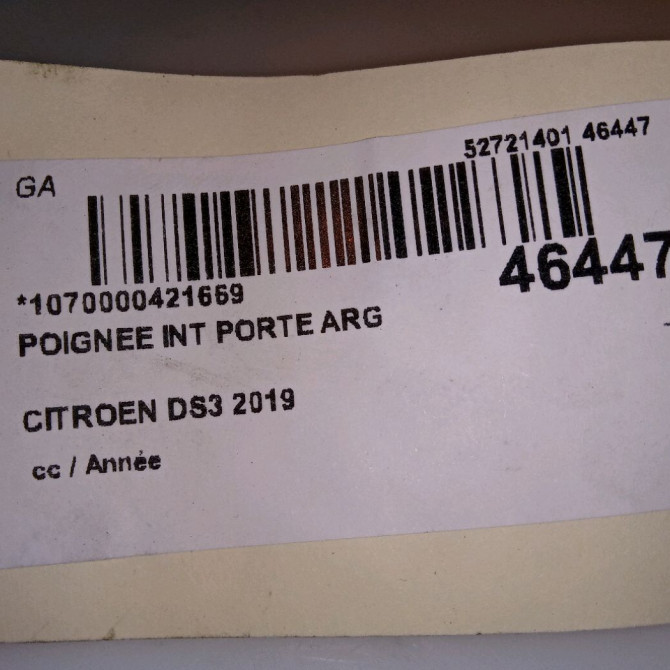 52721401 46447
GA
46447
*1070000421669
POIGNEE INT PORTE ARG
CITROEN DS3 2019
cc / Année